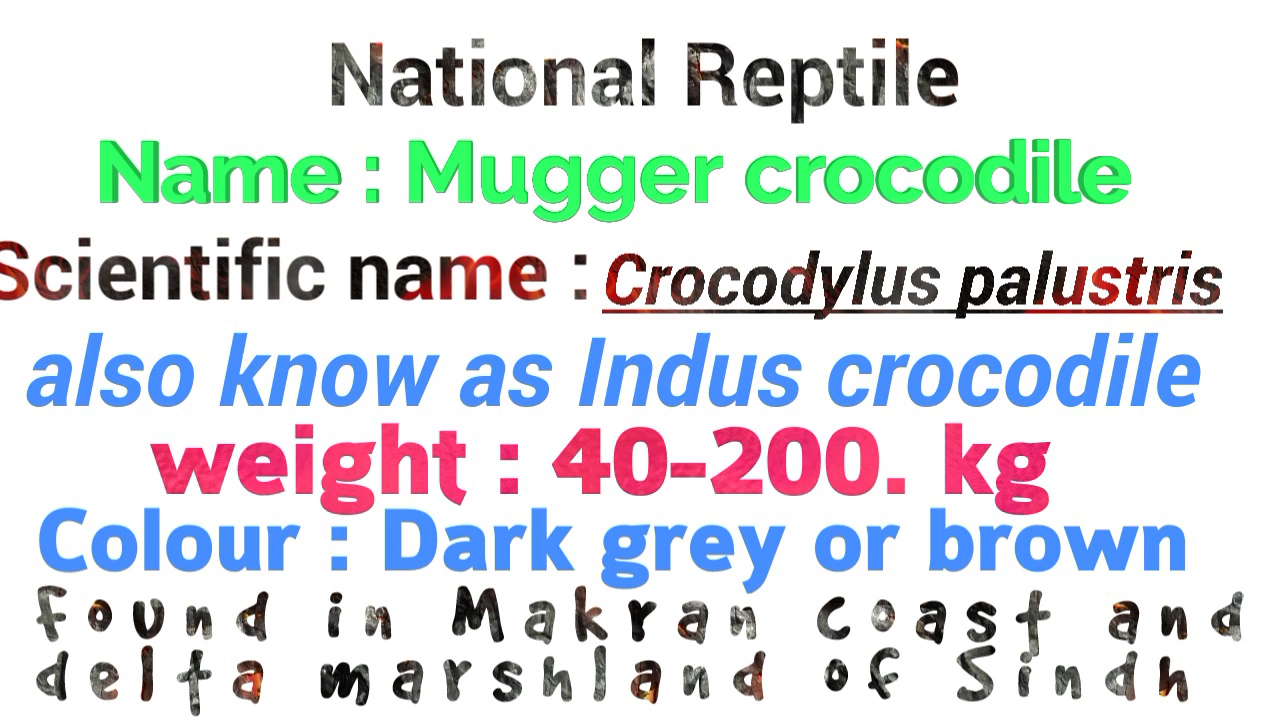 National Reptile
Name : Mugger crocodile
Scientific name : Crocodylus palustris
also know as Indus crocodile
weight : 40-200. kg
Colour : Dark grey or brown
Found in Makran coast and
delta marshland of Sindh